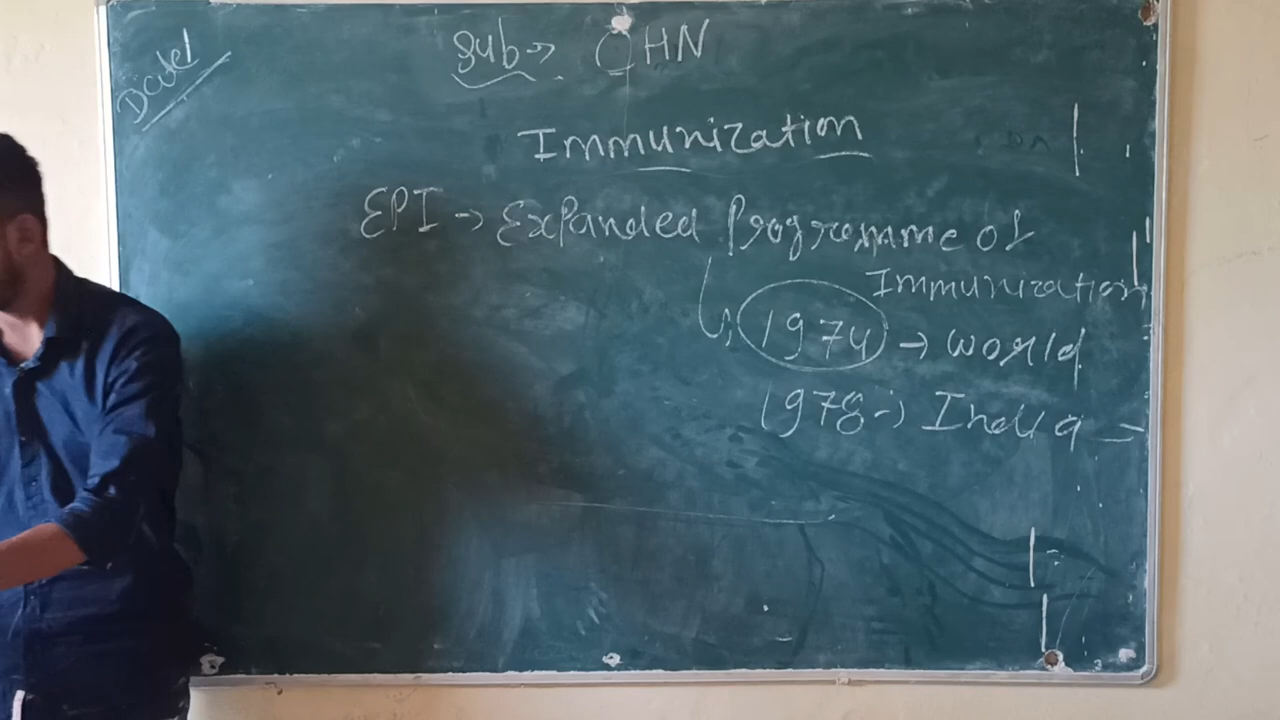 Date
Sub → CHN
Immunization
EPI → Expanded Programme of
Immunization
↳ 1974 → world
1978 → India -